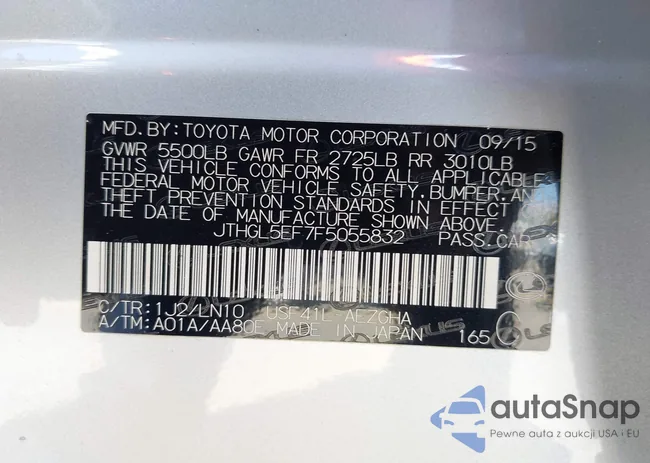 MFD. BY: TOYOTA MOTOR CORPORATION 09/15
GVWR 5500LB GAWR FR 2725LB RR 3010LB
THIS VEHICLE CONFORMS TO ALL APPLICABLE
FEDERAL MOTOR VEHICLE SAFETY, BUMPER, AND
THEFT PREVENTION STANDARDS IN EFFECT ON
THE DATE OF MANUFACTURE SHOWN ABOVE.
JTHGL5EF7F5055832 PASS. CAR
C/TR: 1J2/LN10 USF41L AEZGHA
A/TM: A01A/AA80E MADE IN JAPAN 165
autaSnap
Pewne auta z aukcji USA i EU